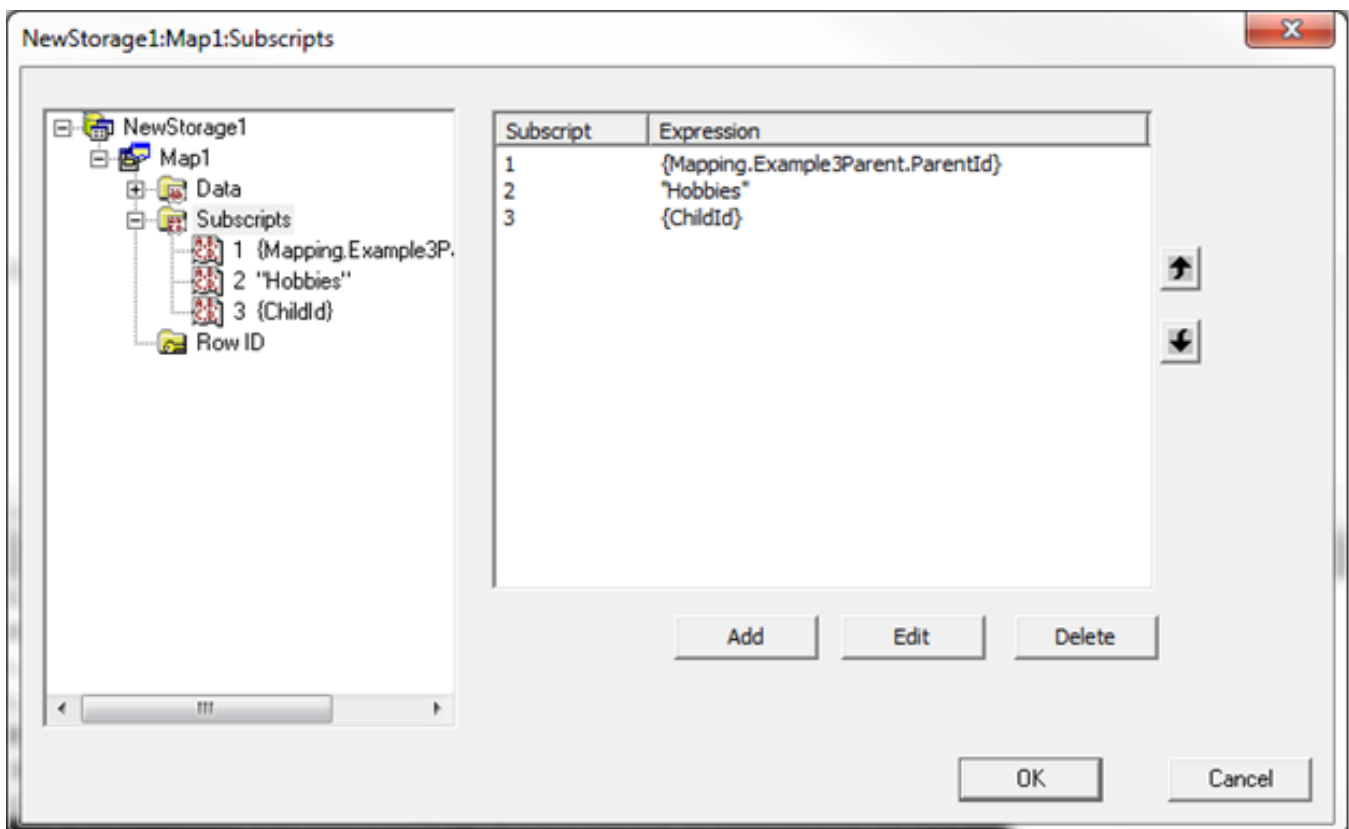 NewStorage1:Map1:Subscripts
NewStorage1
Map1
Data
Subscripts
1 {Mapping.Example3P.
2 "Hobbies"
3 {ChildId}
Row ID
Subscript Expression
1 {Mapping.Example3Parent.ParentId}
2 "Hobbies"
3 {ChildId}
Add Edit Delete
OK Cancel